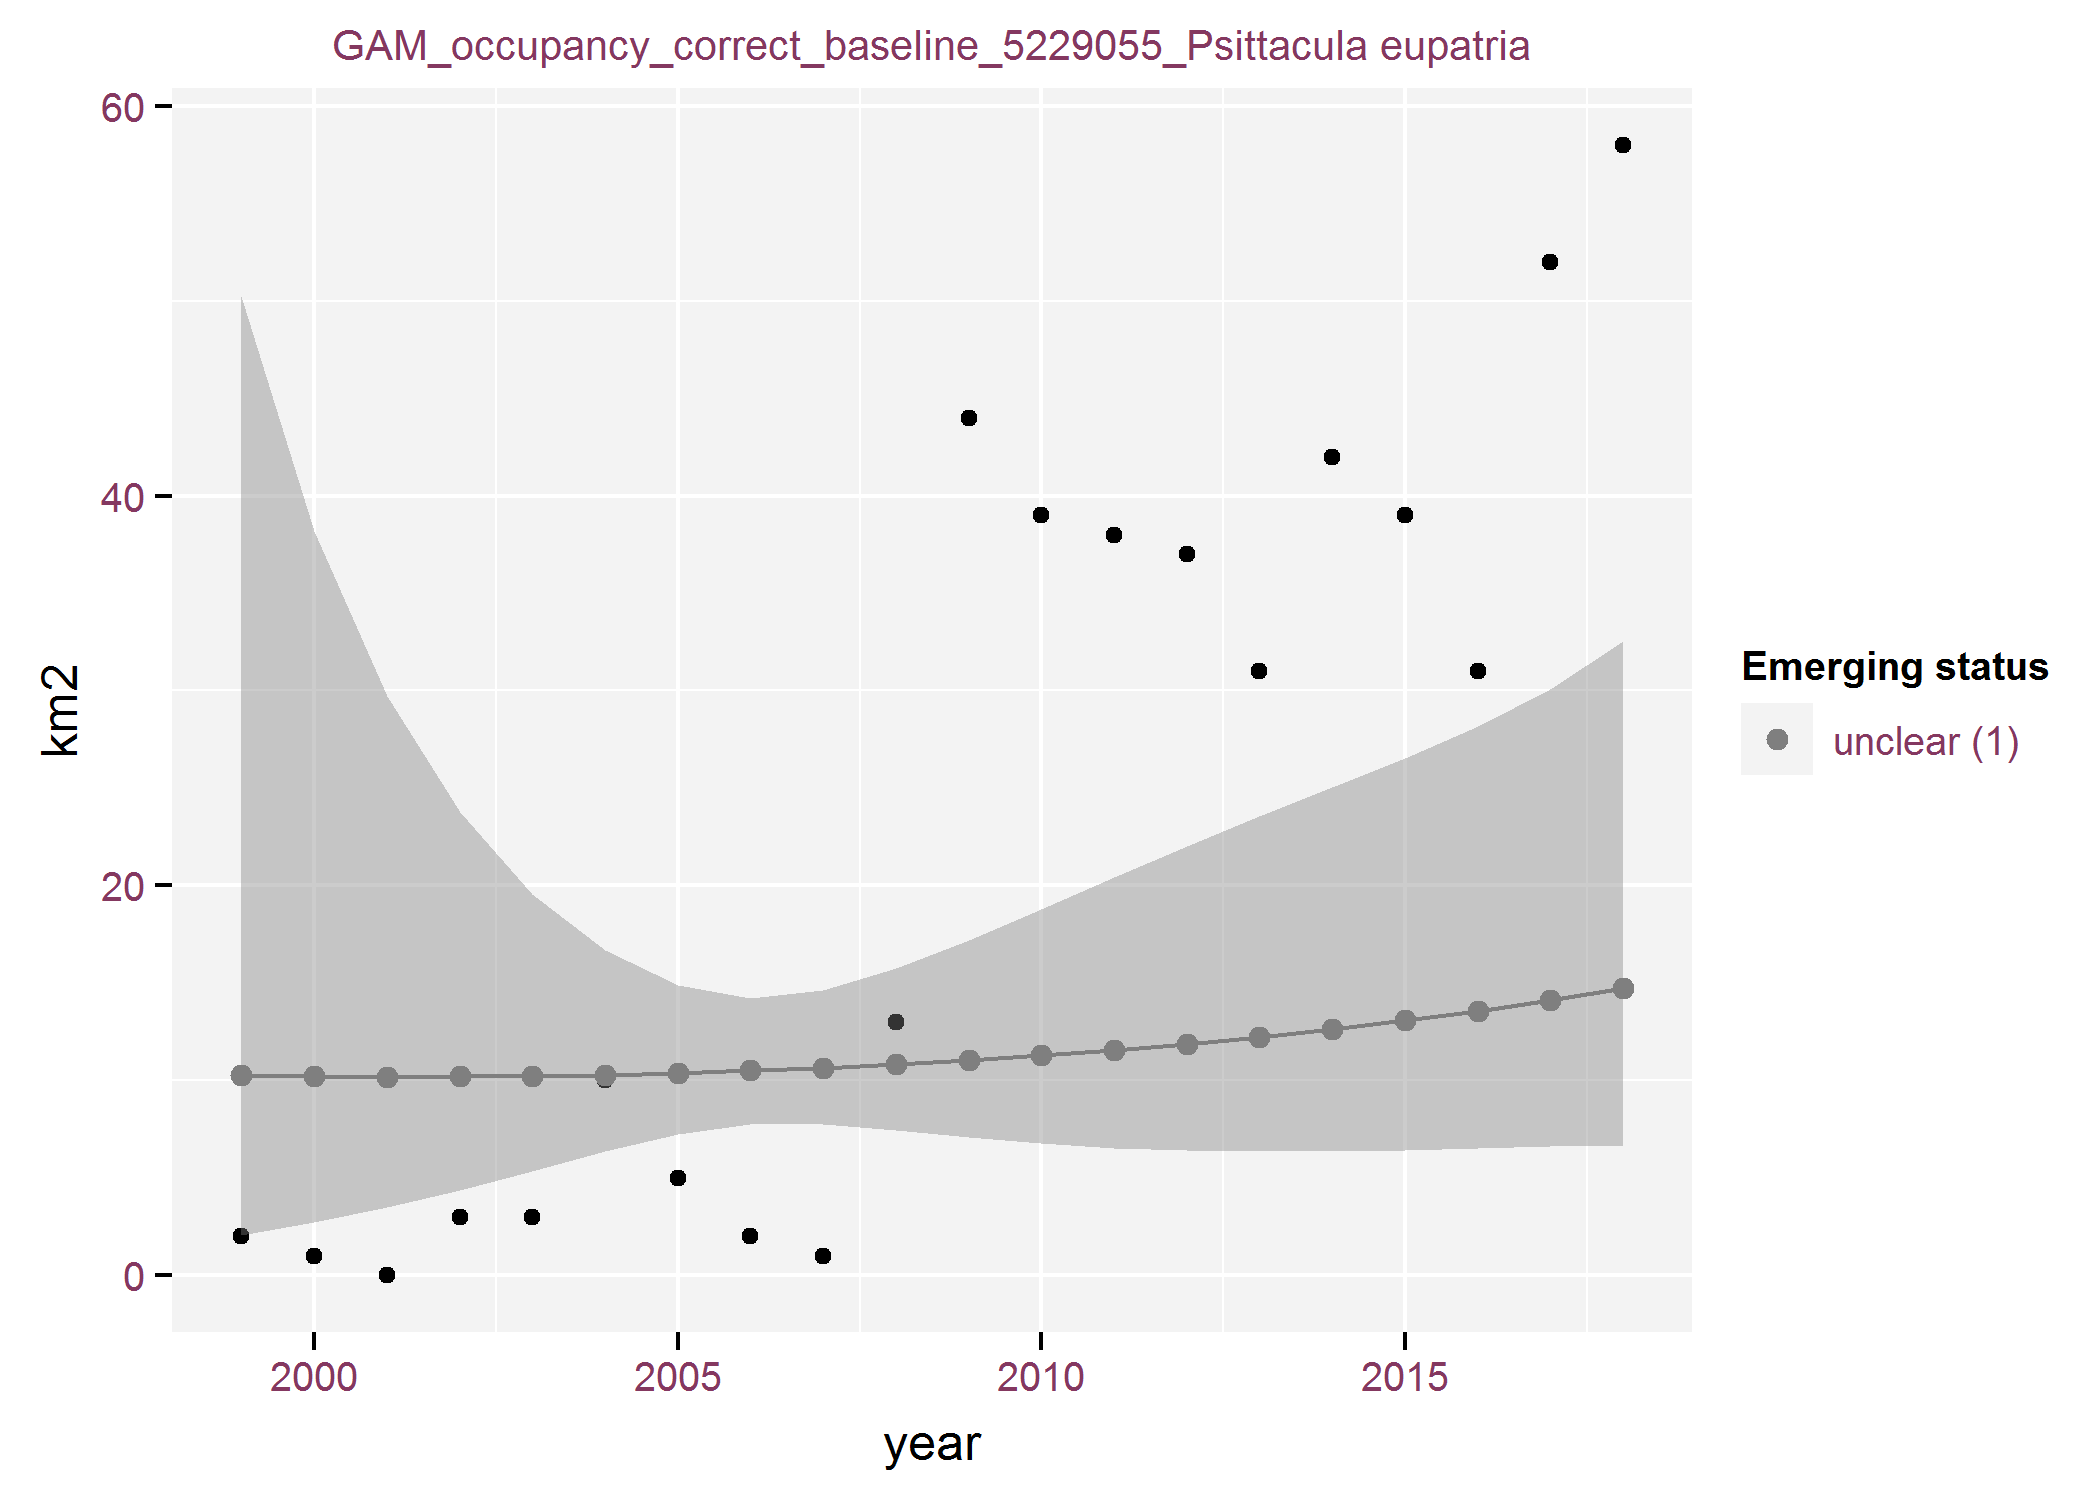 GAM_occupancy_correct_baseline_5229055_Psittacula eupatria
60
40
20
0
km2
2000 2005 2010 2015
year
Emerging status
unclear (1)